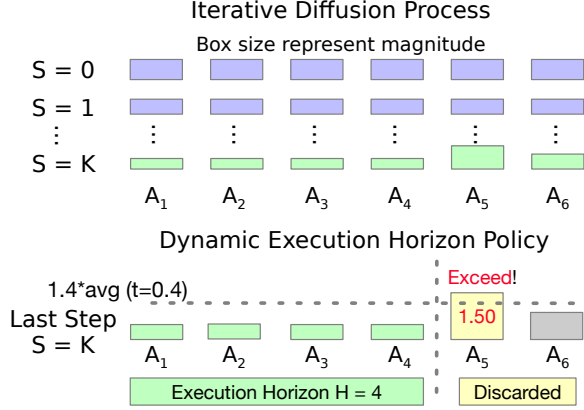 Iterative Diffusion Process
Box size represent magnitude
S = 0
S = 1
⋮ ⋮ ⋮ ⋮ ⋮ ⋮ ⋮
S = K
A₁ A₂ A₃ A₄ A₅ A₆
Dynamic Execution Horizon Policy
Exceed!
1.4*avg (t=0.4)
1.50
Last Step
S = K
A₁ A₂ A₃ A₄ A₅ A₆
Execution Horizon H = 4 Discarded